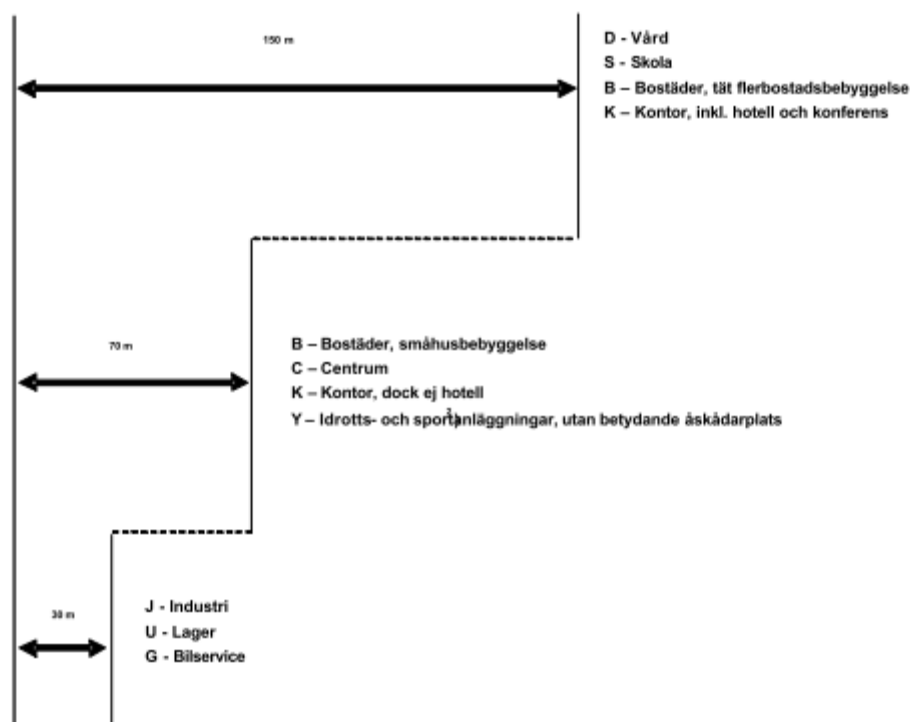 150 m
D - Vård
S - Skola
B – Bostäder, tät flerbostadsbebyggelse
K – Kontor, inkl. hotell och konferens
70 m
B – Bostäder, småhusbebyggelse
C – Centrum
K – Kontor, dock ej hotell
Y – Idrotts- och sportanläggningar, utan betydande åskådarplats
30 m
J - Industri
U - Lager
G - Bilservice